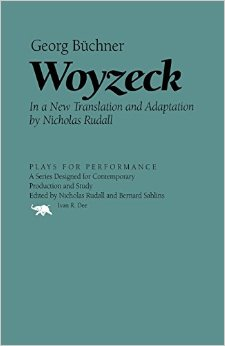 Georg Büchner
Woyzeck
In a New Translation and Adaptation
by Nicholas Rudall
PLAYS FOR PERFORMANCE
A Series Designed for Contemporary
Production and Study
Edited by Nicholas Rudall and Bernard Sahlins
Ivan R. Dee